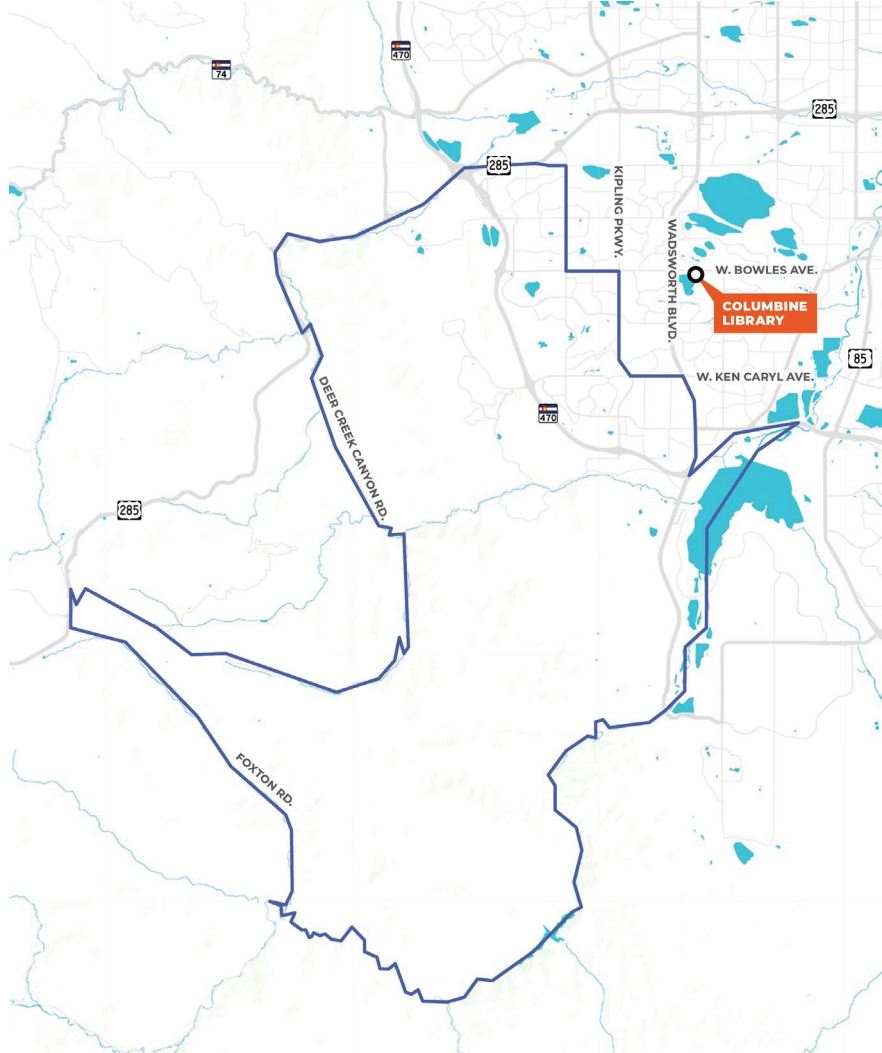 470
74
285
285
KIPLING PKWY.
WADSWORTH BLVD.
W. BOWLES AVE.
COLUMBINE
LIBRARY
85
W. KEN CARYL AVE.
DEER CREEK CANYON RD.
470
285
FOXTON RD.